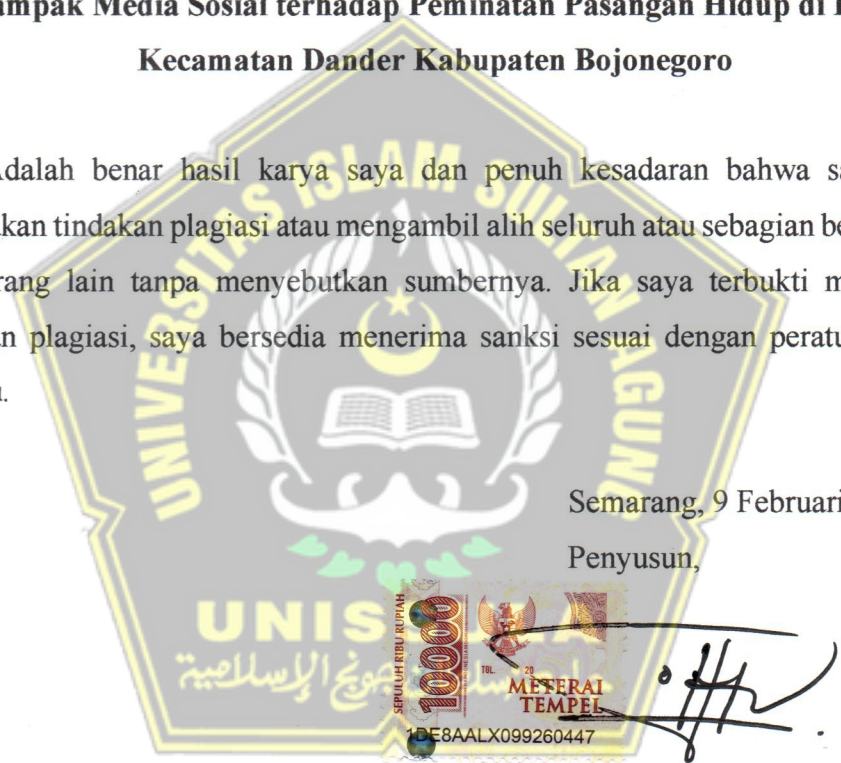 ampak Media Sosial terhadap Peminatan Pasangan Hidup di
Kecamatan Dander Kabupaten Bojonegoro
Adalah benar hasil karya saya dan penuh kesadaran bahwa sa
akan tindakan plagiasi atau mengambil alih seluruh atau sebagian be
rang lain tanpa menyebutkan sumbernya. Jika saya terbukti m
n plagiasi, saya bersedia menerima sanksi sesuai dengan peratu
Semarang, 9 Februari
Penyusun,
UNIVERSITAS ISLAM SULTAN AGUNG
UNISSULA
SEPULUH RIBU RUPIAH
10000
TGL. 20
METERAI
TEMPEL
1DE8AALX099260447